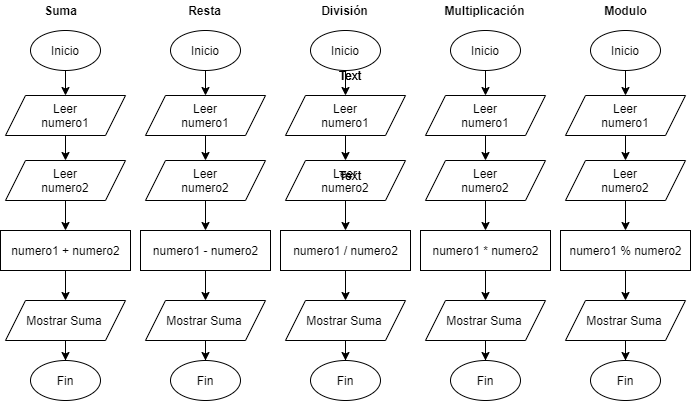 Suma
Resta
División
Multiplicación
Modulo
Inicio
Inicio
Inicio
Inicio
Inicio
Text
Leer
numero1
Leer
numero1
Leer
numero1
Leer
numero1
Leer
numero1
Leer
numero2
Leer
numero2
Leer
Text
numero2
Leer
numero2
Leer
numero2
numero1 + numero2
numero1 - numero2
numero1 / numero2
numero1 * numero2
numero1 % numero2
Mostrar Suma
Mostrar Suma
Mostrar Suma
Mostrar Suma
Mostrar Suma
Fin
Fin
Fin
Fin
Fin